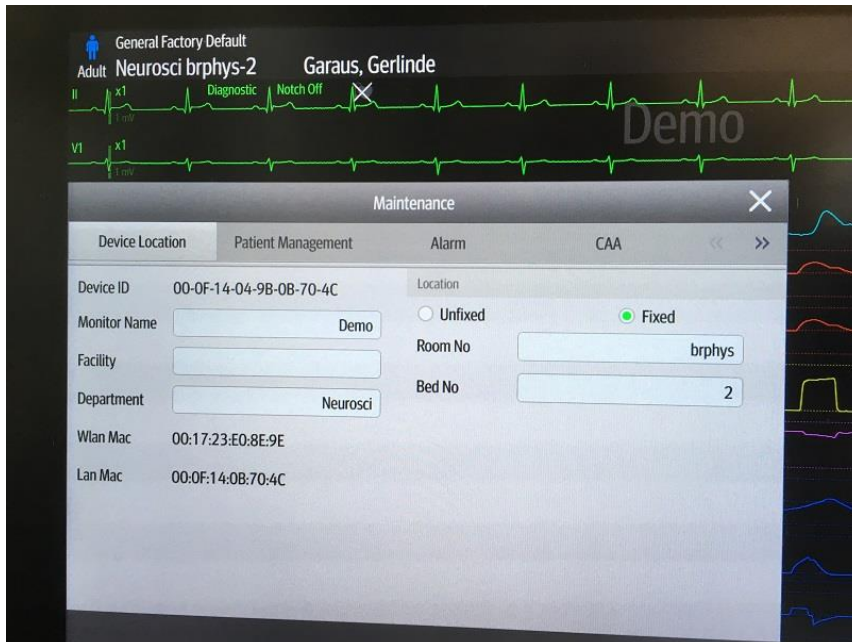 General Factory Default
Adult Neurosci brphys-2 Garaus, Gerlinde
II x1 Diagnostic Notch Off
1 mV
Demo
V1 x1
1 mV
Maintenance
Device Location Patient Management Alarm CAA << >>
Device ID 00-0F-14-04-9B-0B-70-4C
Location
Unfixed Fixed
Monitor Name Demo
Room No brphys
Facility
Bed No 2
Department Neurosci
Wlan Mac 00:17:23:E0:8E:9E
Lan Mac 00:0F:14:0B:70:4C